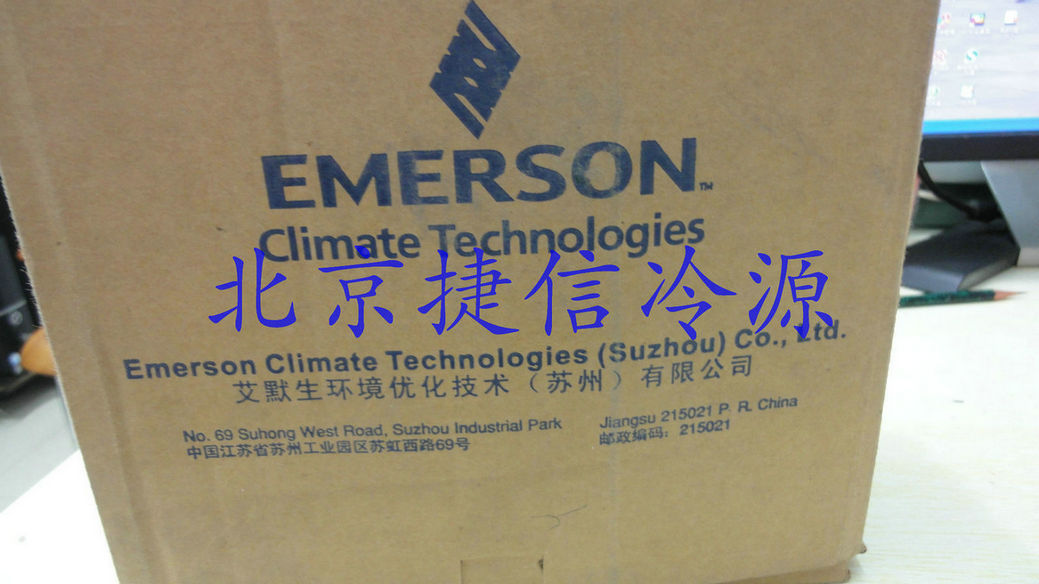 EMERSON™
Climate Technologies
北京捷信冷源
Emerson Climate Technologies (Suzhou) Co., Ltd.
艾默生环境优化技术（苏州）有限公司
No. 69 Suhong West Road, Suzhou Industrial Park
Jiangsu 215021 P. R. China
中国江苏省苏州工业园区苏虹西路69号
邮政编码：215021